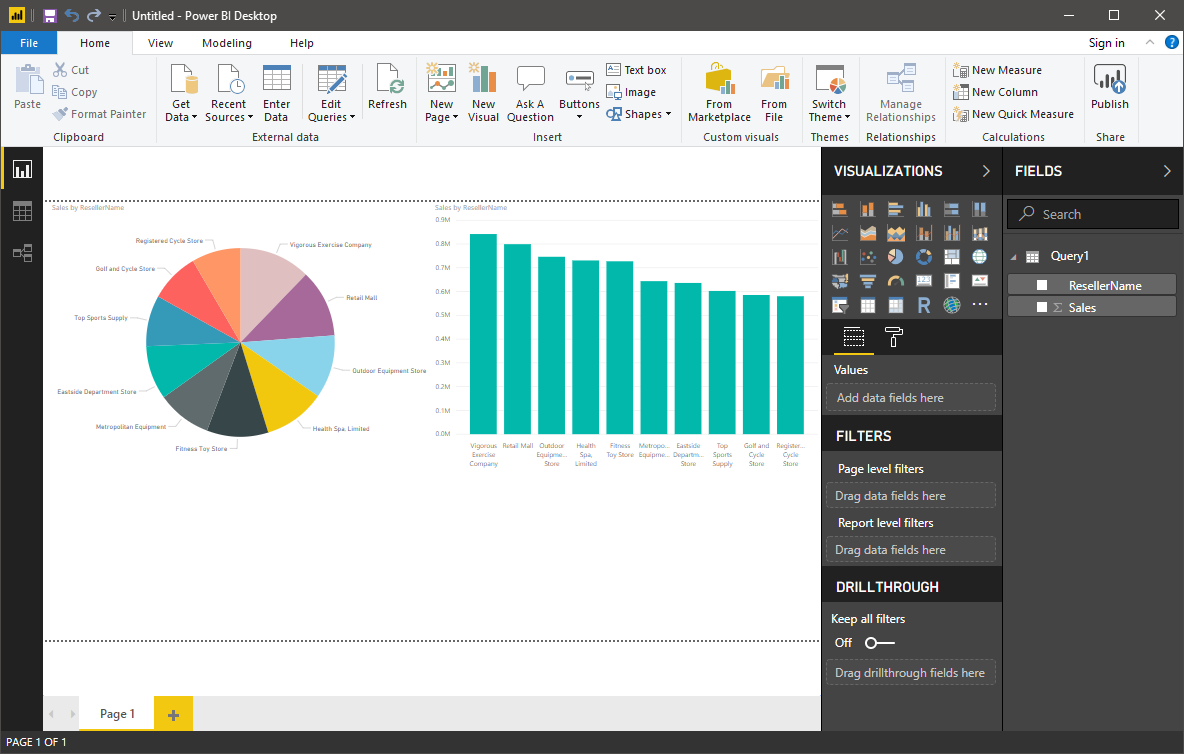 Untitled - Power BI Desktop
File
Home
View
Modeling
Help
Sign in
?
Paste
Cut
Copy
Format Painter
Clipboard
Get Data
Recent Sources
Enter Data
Edit Queries
Refresh
External data
New Page
New Visual
Ask A Question
Buttons
Text box
Image
Shapes
Insert
From Marketplace
From File
Custom visuals
Switch Theme
Themes
Manage Relationships
Relationships
New Measure
New Column
New Quick Measure
Calculations
Publish
Share
Sales by ResellerName
Registered Cycle Store
Vigorous Exercise Company
Golf and Cycle Store
Retail Mall
Top Sports Supply
Outdoor Equipment Store
Eastside Department Store
Metropolitan Equipment
Health Spa, Limited
Fitness Toy Store
Sales by ResellerName
0.9M
0.8M
0.7M
0.6M
0.5M
0.4M
0.3M
0.2M
0.1M
0.0M
Vigorous Exercise Company
Retail Mall
Outdoor Equipme... Store
Health Spa, Limited
Fitness Toy Store
Metropo... Equipme...
Eastside Departm... Store
Top Sports Supply
Golf and Cycle Store
Register... Cycle Store
VISUALIZATIONS
R
Values
Add data fields here
FILTERS
Page level filters
Drag data fields here
Report level filters
Drag data fields here
DRILLTHROUGH
Keep all filters
Off
Drag drillthrough fields here
FIELDS
Search
Query1
ResellerName
Σ Sales
Page 1
PAGE 1 OF 1